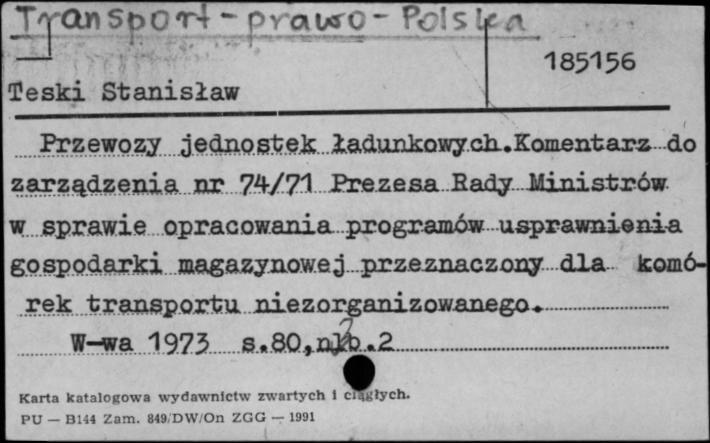 Transport - prawo - Polska
185156
Teski Stanisław
Przewozy jednostek ładunkowych.Komentarz do
zarządzenia nr 74/71 Prezesa Rady Ministrów
w sprawie opracowania programów usprawnienia
gospodarki magazynowej przeznaczony dla komó-
rek transportu niezorganizowanego.
W-wa 1973 s.80,nlb.2
Karta katalogowa wydawnictw zwartych i ciągłych.
PU — B144 Zam. 849/DW/On ZGG — 1991